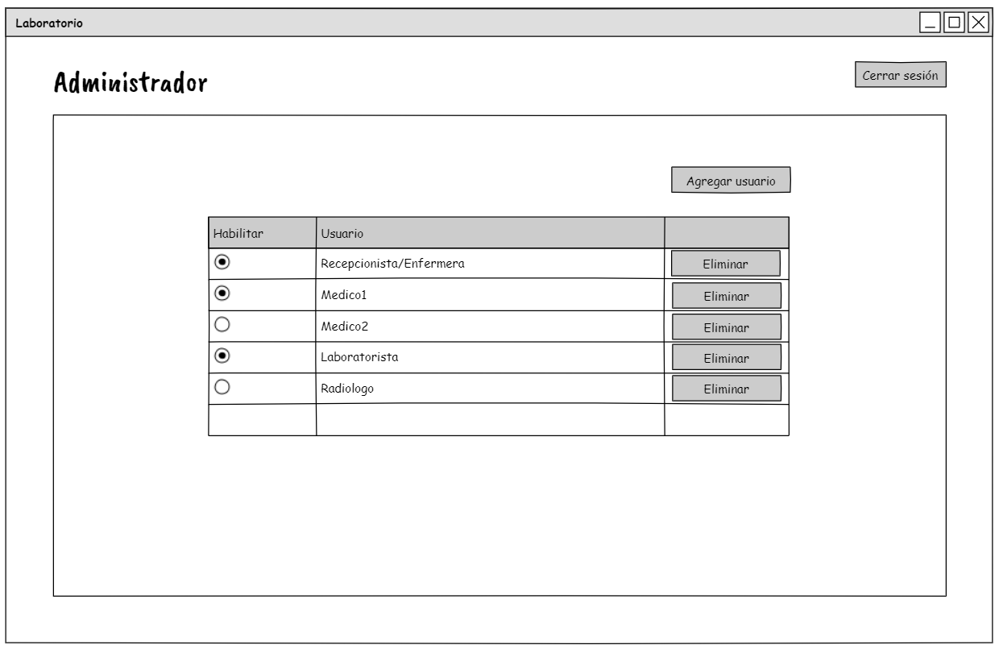 Laboratorio
Administrador
Cerrar sesión
Agregar usuario
Habilitar Usuario
Recepcionista/Enfermera Eliminar
Medico1 Eliminar
Medico2 Eliminar
Laboratorista Eliminar
Radiologo Eliminar